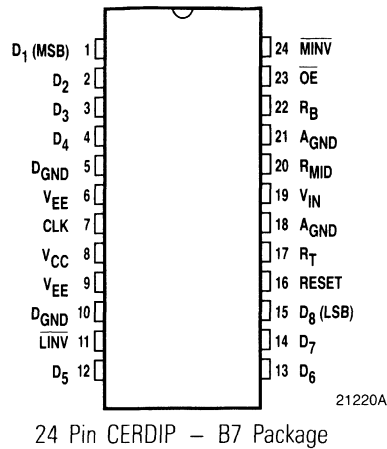 D1 (MSB) 1
D2 2
D3 3
D4 4
DGND 5
VEE 6
CLK 7
VCC 8
VEE 9
DGND 10
LINV 11
D5 12
24 MINV
23 OE
22 RB
21 AGND
20 RMID
19 VIN
18 AGND
17 RT
16 RESET
15 D8 (LSB)
14 D7
13 D6
21220A
24 Pin CERDIP – B7 Package